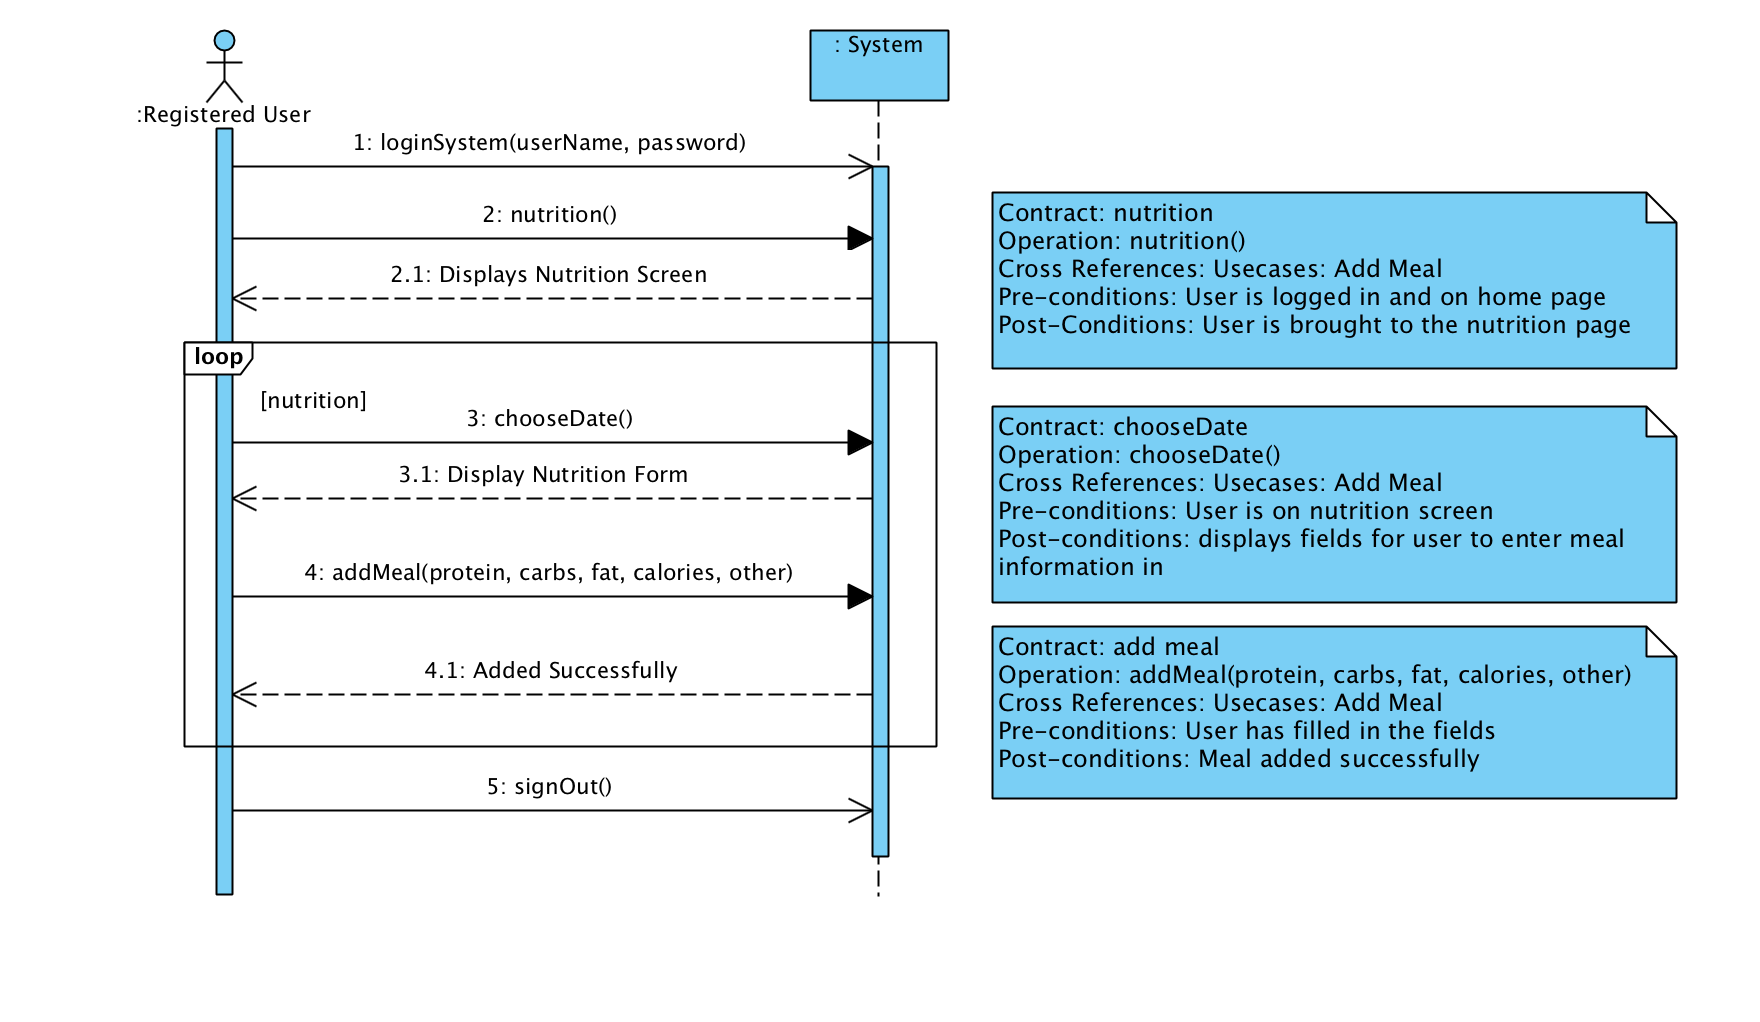 :Registered User
: System
1: loginSystem(userName, password)
2: nutrition()
2.1: Displays Nutrition Screen
loop
[nutrition]
3: chooseDate()
3.1: Display Nutrition Form
4: addMeal(protein, carbs, fat, calories, other)
4.1: Added Successfully
5: signOut()
Contract: nutrition
Operation: nutrition()
Cross References: Usecases: Add Meal
Pre-conditions: User is logged in and on home page
Post-Conditions: User is brought to the nutrition page
Contract: chooseDate
Operation: chooseDate()
Cross References: Usecases: Add Meal
Pre-conditions: User is on nutrition screen
Post-conditions: displays fields for user to enter meal
information in
Contract: add meal
Operation: addMeal(protein, carbs, fat, calories, other)
Cross References: Usecases: Add Meal
Pre-conditions: User has filled in the fields
Post-conditions: Meal added successfully